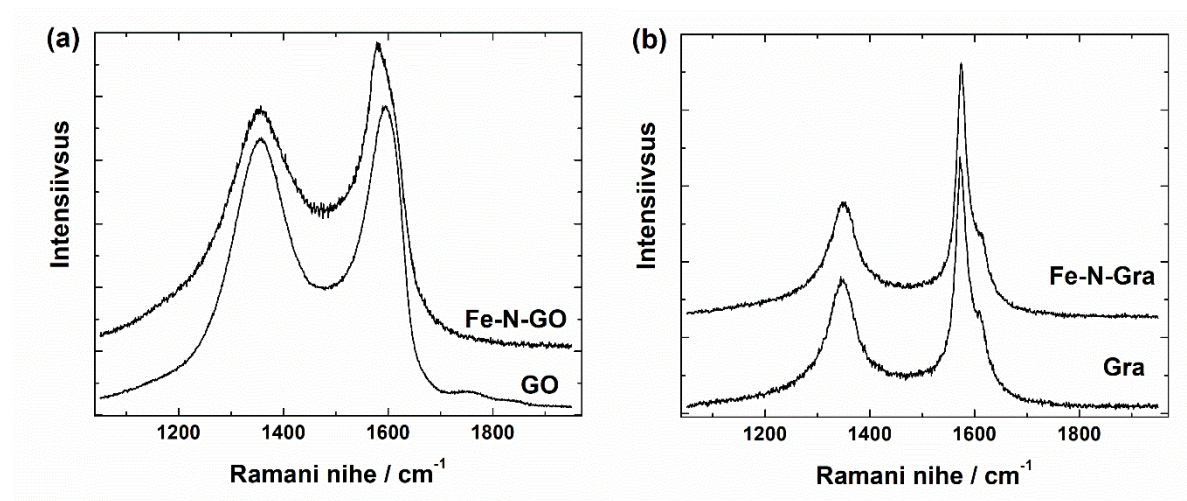 (a)
Intensiivsus
Fe-N-GO
GO
1200 1400 1600 1800
Ramani nihe / cm⁻¹
(b)
Intensiivsus
Fe-N-Gra
Gra
1200 1400 1600 1800
Ramani nihe / cm⁻¹